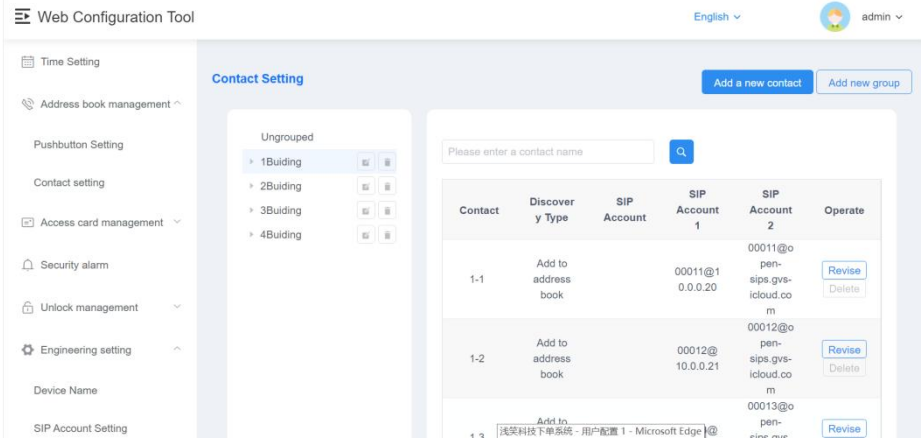 Web Configuration Tool
English
admin
Time Setting
Address book management
Pushbutton Setting
Contact setting
Access card management
Security alarm
Unlock management
Engineering setting
Device Name
SIP Account Setting
Contact Setting
Add a new contact
Add new group
Ungrouped
1Buiding
2Buiding
3Buiding
4Buiding
Please enter a contact name
Contact
Discover
y Type
SIP
Account
SIP
Account
1
SIP
Account
2
Operate
1-1
Add to
address
book
00011@1
0.0.0.20
00011@o
pen-
sips.gvs-
icloud.co
m
Revise
Delete
1-2
Add to
address
book
00012@
10.0.0.21
00012@o
pen-
sips.gvs-
icloud.co
m
Revise
Delete
1-3
Add to
00013@o
pen-
sips.gvs-
Revise
浅笑科技下单系统 - 用户配置 1 - Microsoft Edge